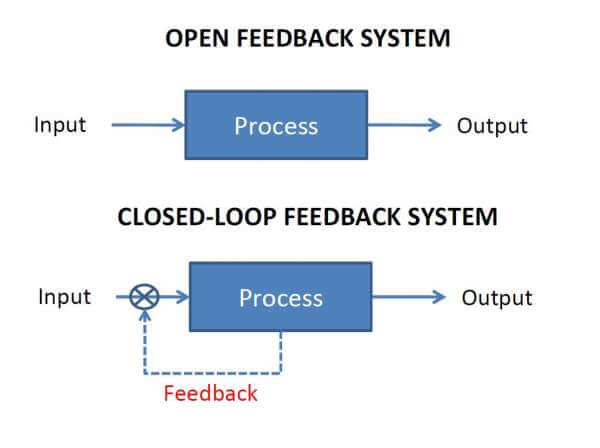 OPEN FEEDBACK SYSTEM
Input
Process
Output
CLOSED-LOOP FEEDBACK SYSTEM
Input
Process
Output
Feedback